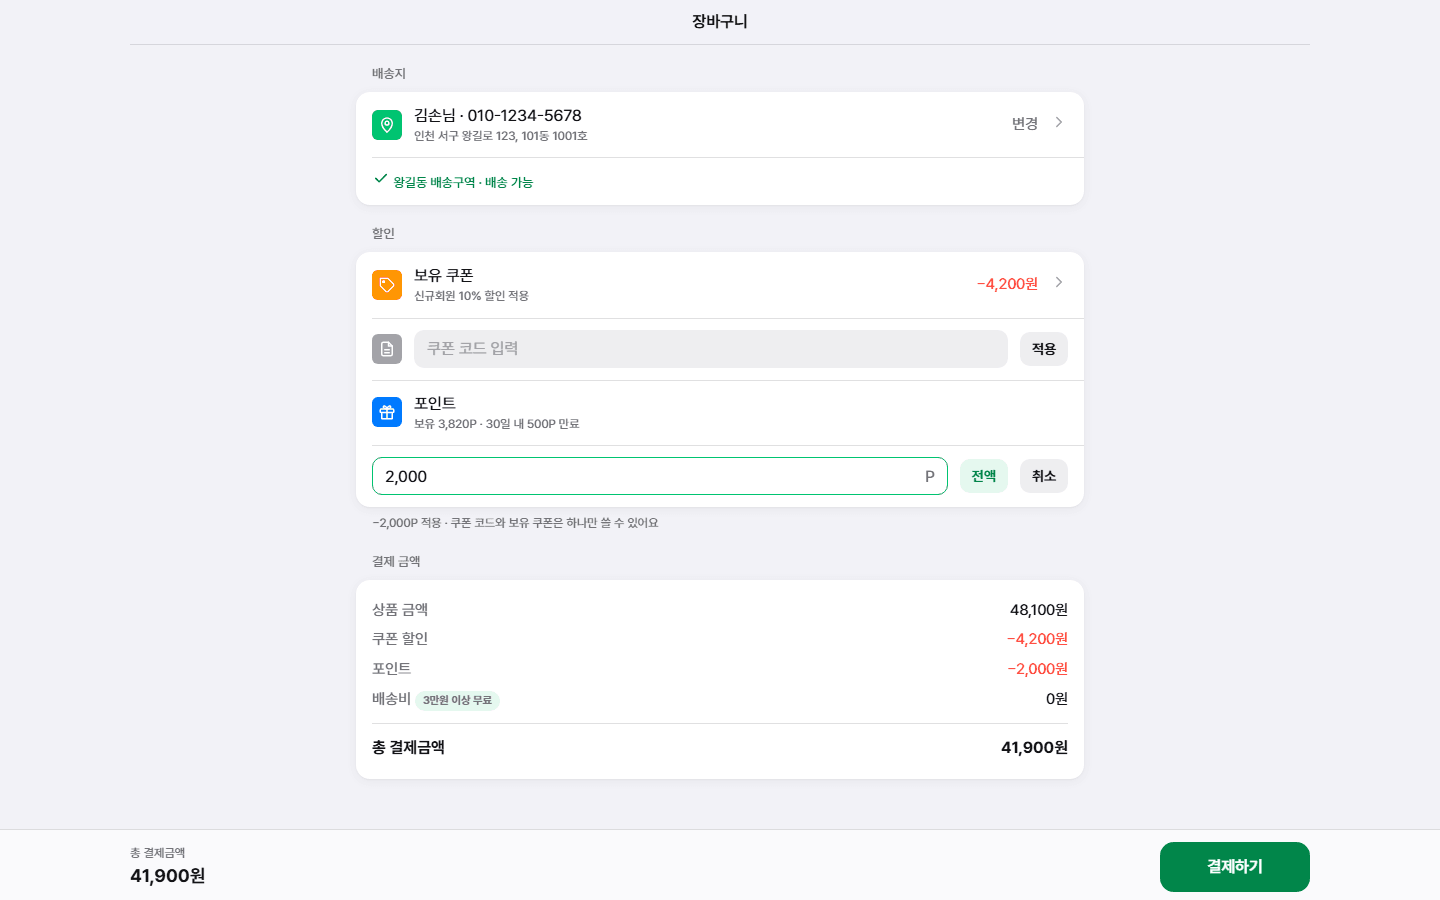 장바구니
배송지
김손님 · 010-1234-5678
인천 서구 왕길로 123, 101동 1001호
변경
왕길동 배송구역 · 배송 가능
할인
보유 쿠폰
신규회원 10% 할인 적용
−4,200원
쿠폰 코드 입력
적용
포인트
보유 3,820P · 30일 내 500P 만료
2,000
P
전액
취소
−2,000P 적용 · 쿠폰 코드와 보유 쿠폰은 하나만 쓸 수 있어요
결제 금액
상품 금액 48,100원
쿠폰 할인 −4,200원
포인트 −2,000원
배송비 3만원 이상 무료 0원
총 결제금액 41,900원
총 결제금액
41,900원
결제하기